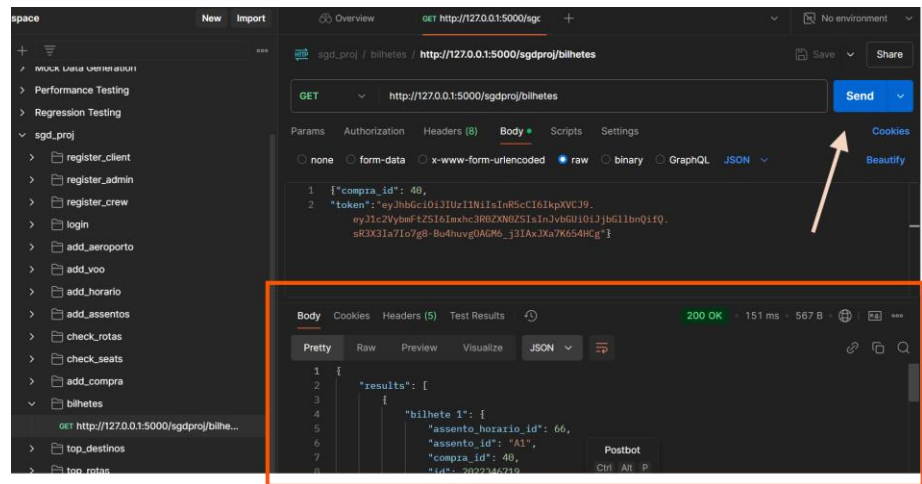 space New Import
Overview GET http://127.0.0.1:5000/sgc No environment
sgd_proj / bilhetes / http://127.0.0.1:5000/sgdproj/bilhetes Save Share
Mock Data Generation
Performance Testing
Regression Testing
sgd_proj
register_client
register_admin
register_crew
login
add_aeroporto
add_voo
add_horario
add_assentos
check_rotas
check_seats
add_compra
bilhetes
GET http://127.0.0.1:5000/sgdproj/bilhe...
top_destinos
top_rotas
GET http://127.0.0.1:5000/sgdproj/bilhetes Send
Params Authorization Headers (8) Body Scripts Settings Cookies
none form-data x-www-form-urlencoded raw binary GraphQL JSON Beautify
1 {"compra_id": 40,
2 "token":"eyJhbGciOiJIUzI1NiIsInR5cCI6IkpXVCJ9.
eyJ1c2VybmFtZSI6Imxhc3R0ZXN0ZSIsInJvbGUiOiJjbGllbnQifQ.
sR3X3Ia7Io7g8-Bu4huvgOAGM6_j3IAxJXa7K654HCg"}
Body Cookies Headers (5) Test Results 200 OK 151 ms 567 B
Pretty Raw Preview Visualize JSON
1 {
2 "results": [
3 {
4 "bilhete 1": {
5 "assento_horario_id": 66,
6 "assento_id": "A1",
7 "compra_id": 40,
8 "id": 2022346719
Postbot
Ctrl Alt P